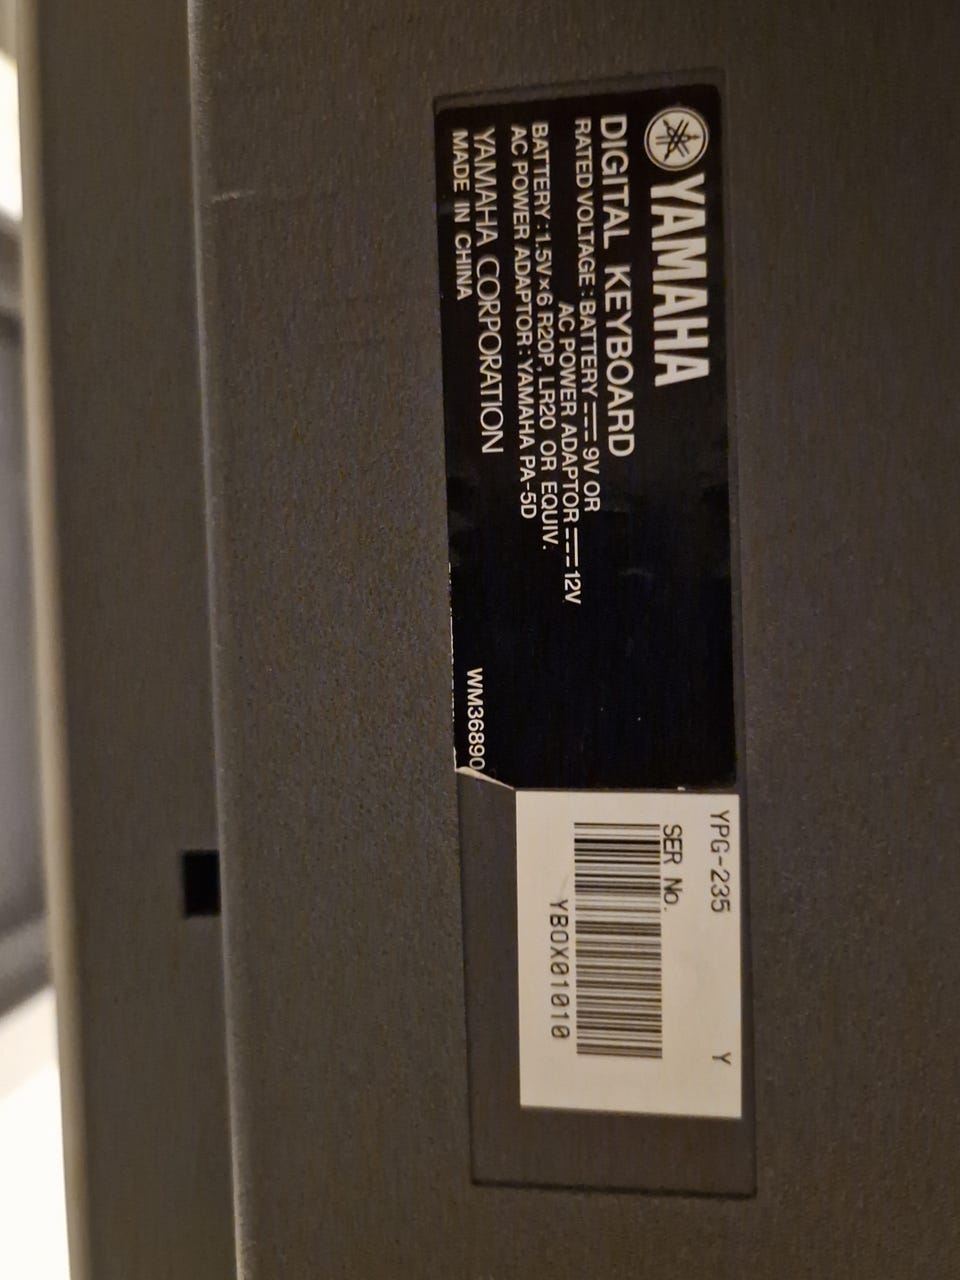 YAMAHA
DIGITAL KEYBOARD
RATED VOLTAGE : BATTERY ⎓ 9V OR
AC POWER ADAPTOR ⎓ 12V
BATTERY : 1.5V×6 R20P, LR20 OR EQUIV.
AC POWER ADAPTOR : YAMAHA PA-5D
YAMAHA CORPORATION
MADE IN CHINA
WM36890
YPG-235 Y
SER No.
YBOX01010